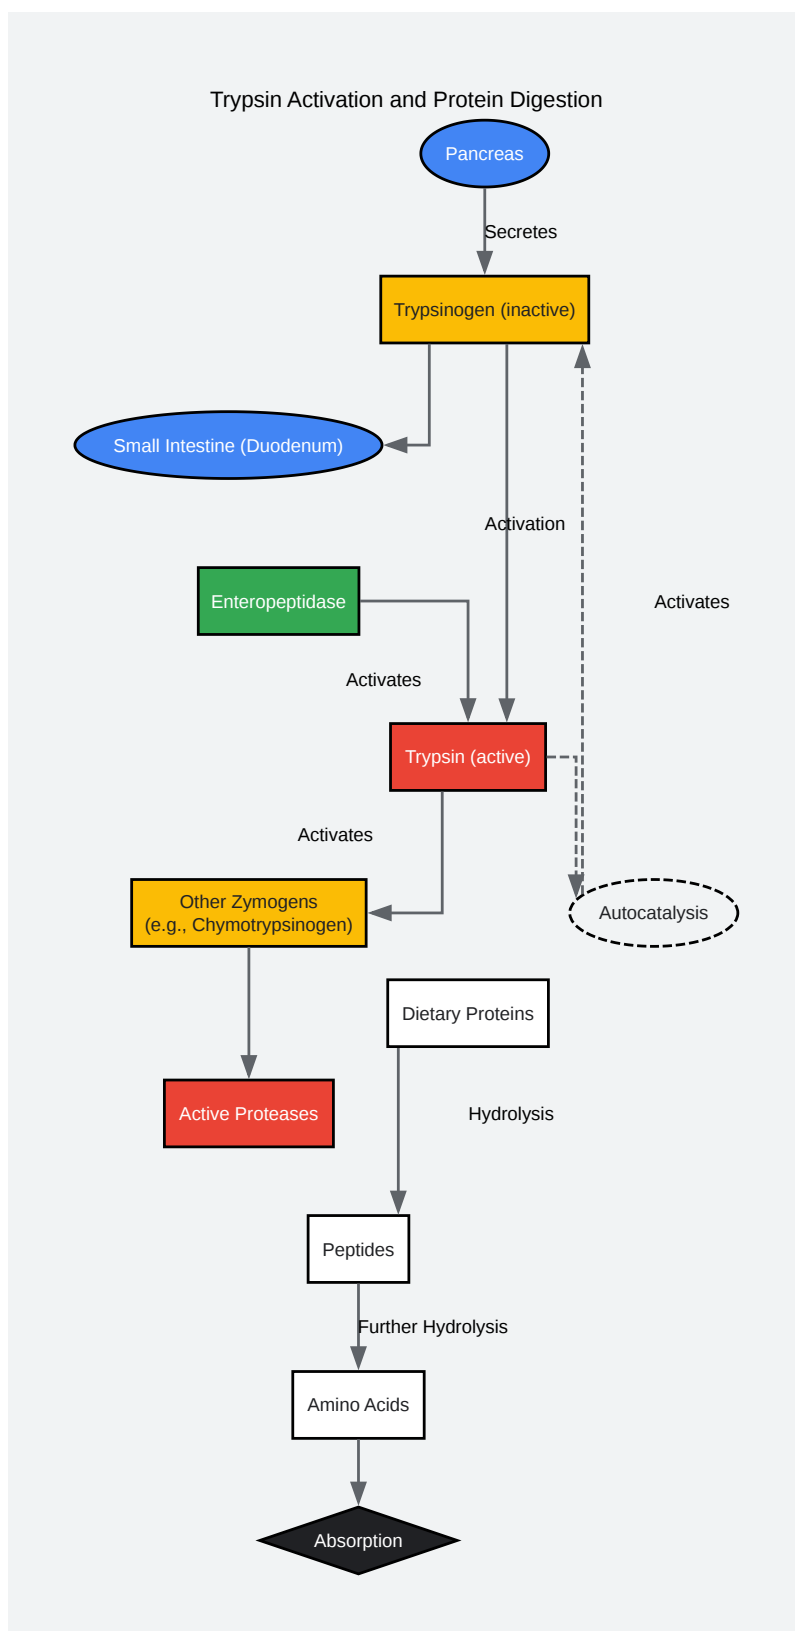 Trypsin Activation and Protein Digestion
Pancreas
Secretes
Trypsinogen (inactive)
Small Intestine (Duodenum)
Activation
Enteropeptidase
Activates
Activates
Trypsin (active)
Activates
Other Zymogens
(e.g., Chymotrypsinogen)
Autocatalysis
Dietary Proteins
Active Proteases
Hydrolysis
Peptides
Further Hydrolysis
Amino Acids
Absorption